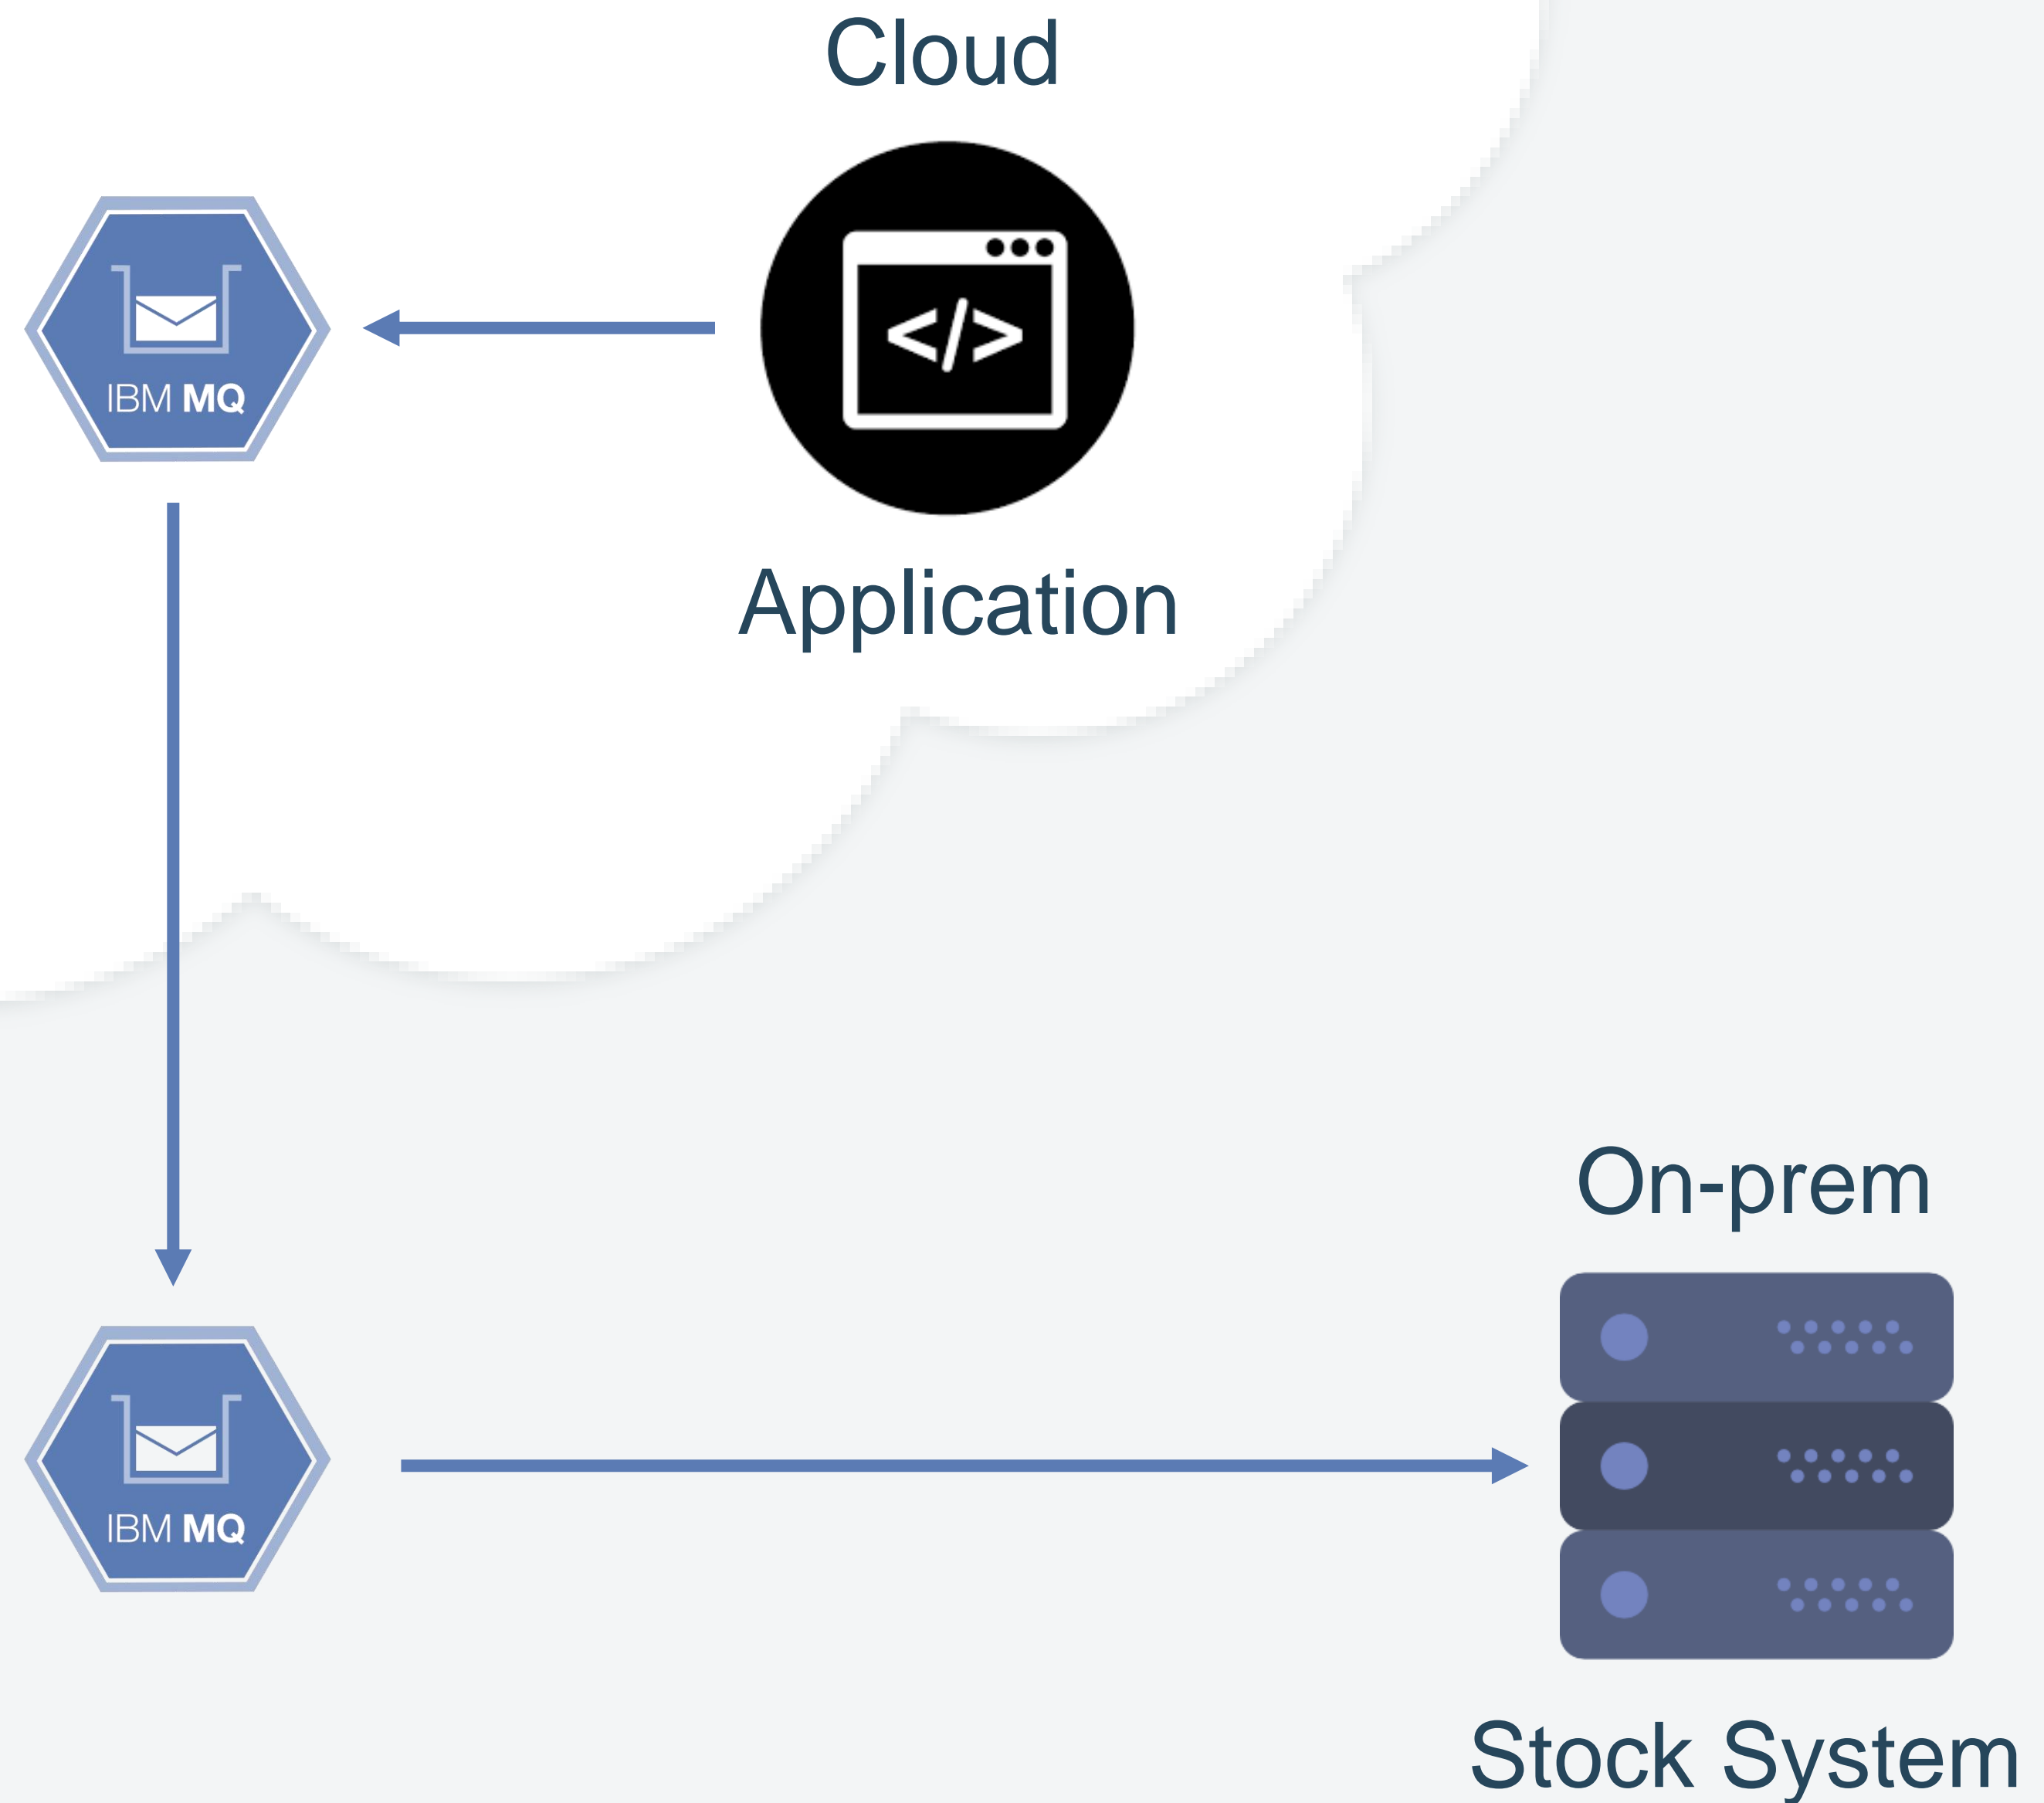 Cloud
</>
IBM MQ
Application
On-prem
IBM MQ
Stock System